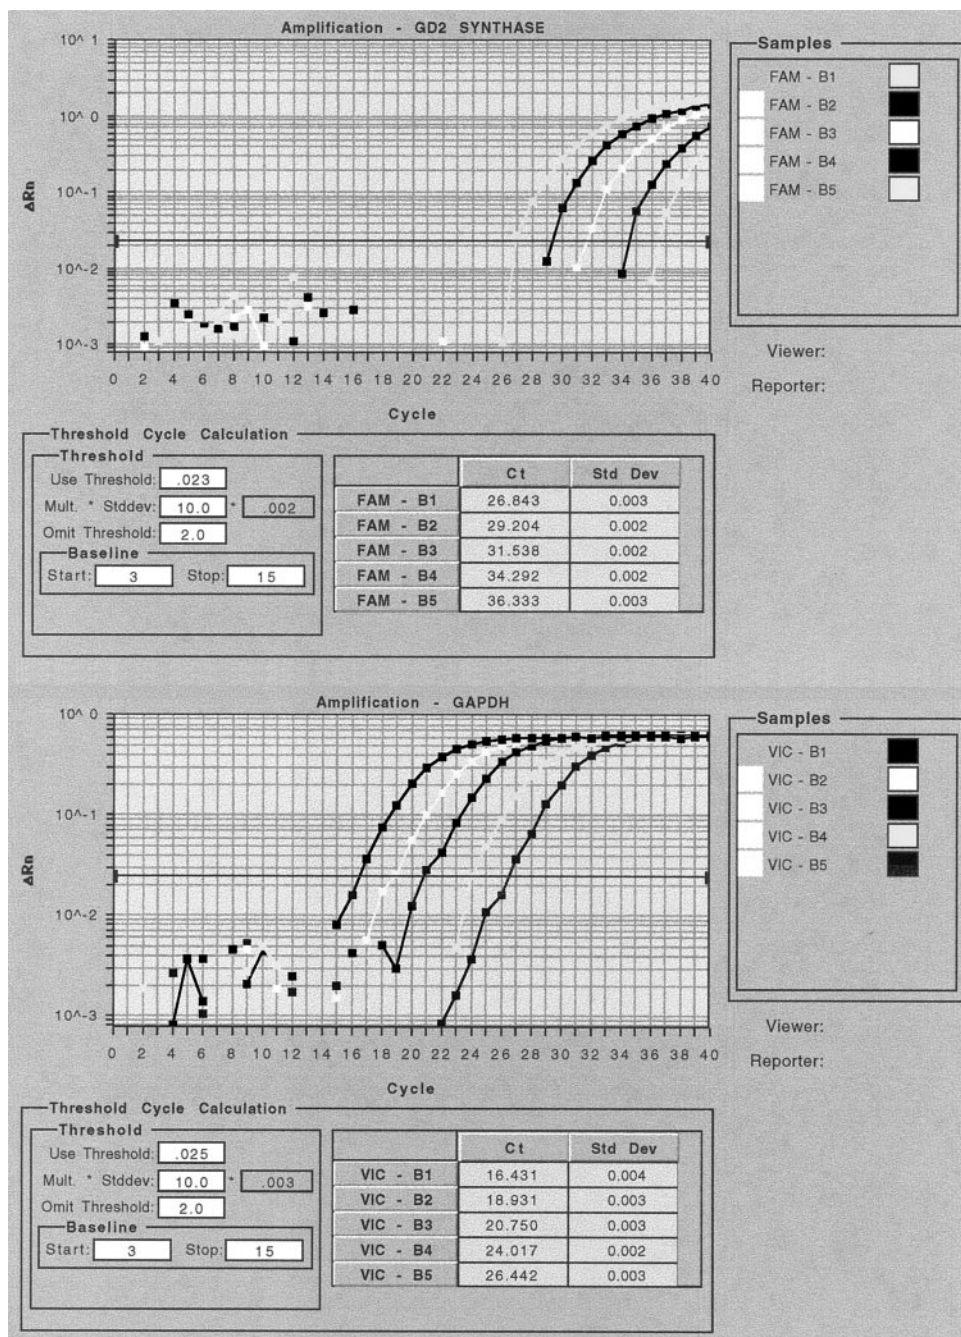 Amplification - GD2 SYNTHASE
10^ 1
10^ 0
10^-1
10^-2
10^-3
ΔRn
0 2 4 6 8 10 12 14 16 18 20 22 24 26 28 30 32 34 36 38 40
Cycle
Samples
FAM - B1
FAM - B2
FAM - B3
FAM - B4
FAM - B5
Viewer:
Reporter:
Threshold Cycle Calculation
Threshold
Use Threshold: .023
Mult. * Stddev: 10.0 * .002
Omit Threshold: 2.0
Baseline
Start: 3 Stop: 15
Ct Std Dev
FAM - B1 26.843 0.003
FAM - B2 29.204 0.002
FAM - B3 31.538 0.002
FAM - B4 34.292 0.002
FAM - B5 36.333 0.003
Amplification - GAPDH
10^ 0
10^-1
10^-2
10^-3
ΔRn
0 2 4 6 8 10 12 14 16 18 20 22 24 26 28 30 32 34 36 38 40
Cycle
Samples
VIC - B1
VIC - B2
VIC - B3
VIC - B4
VIC - B5
Viewer:
Reporter:
Threshold Cycle Calculation
Threshold
Use Threshold: .025
Mult. * Stddev: 10.0 * .003
Omit Threshold: 2.0
Baseline
Start: 3 Stop: 15
Ct Std Dev
VIC - B1 16.431 0.004
VIC - B2 18.931 0.003
VIC - B3 20.750 0.003
VIC - B4 24.017 0.002
VIC - B5 26.442 0.003